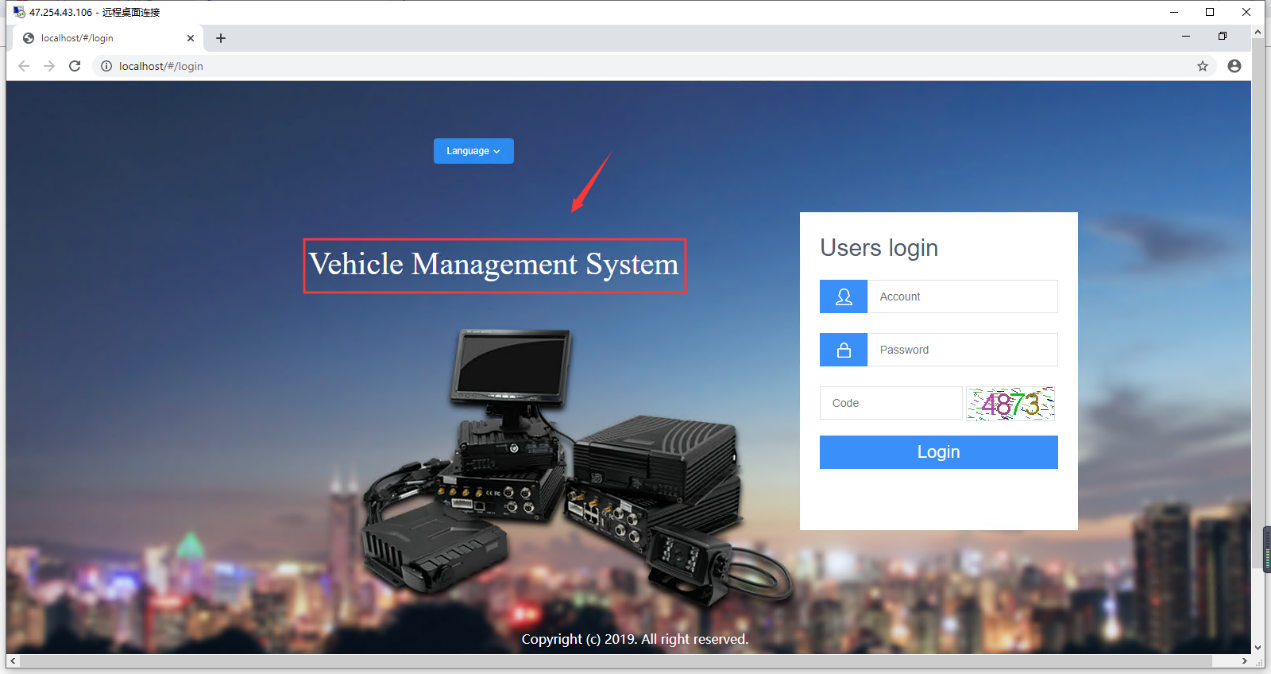 47.254.43.106 - 远程桌面连接
localhost/#/login
localhost/#/login
Language
Vehicle Management System
Users login
Account
Password
Code
4873
Login
Copyright (c) 2019. All right reserved.